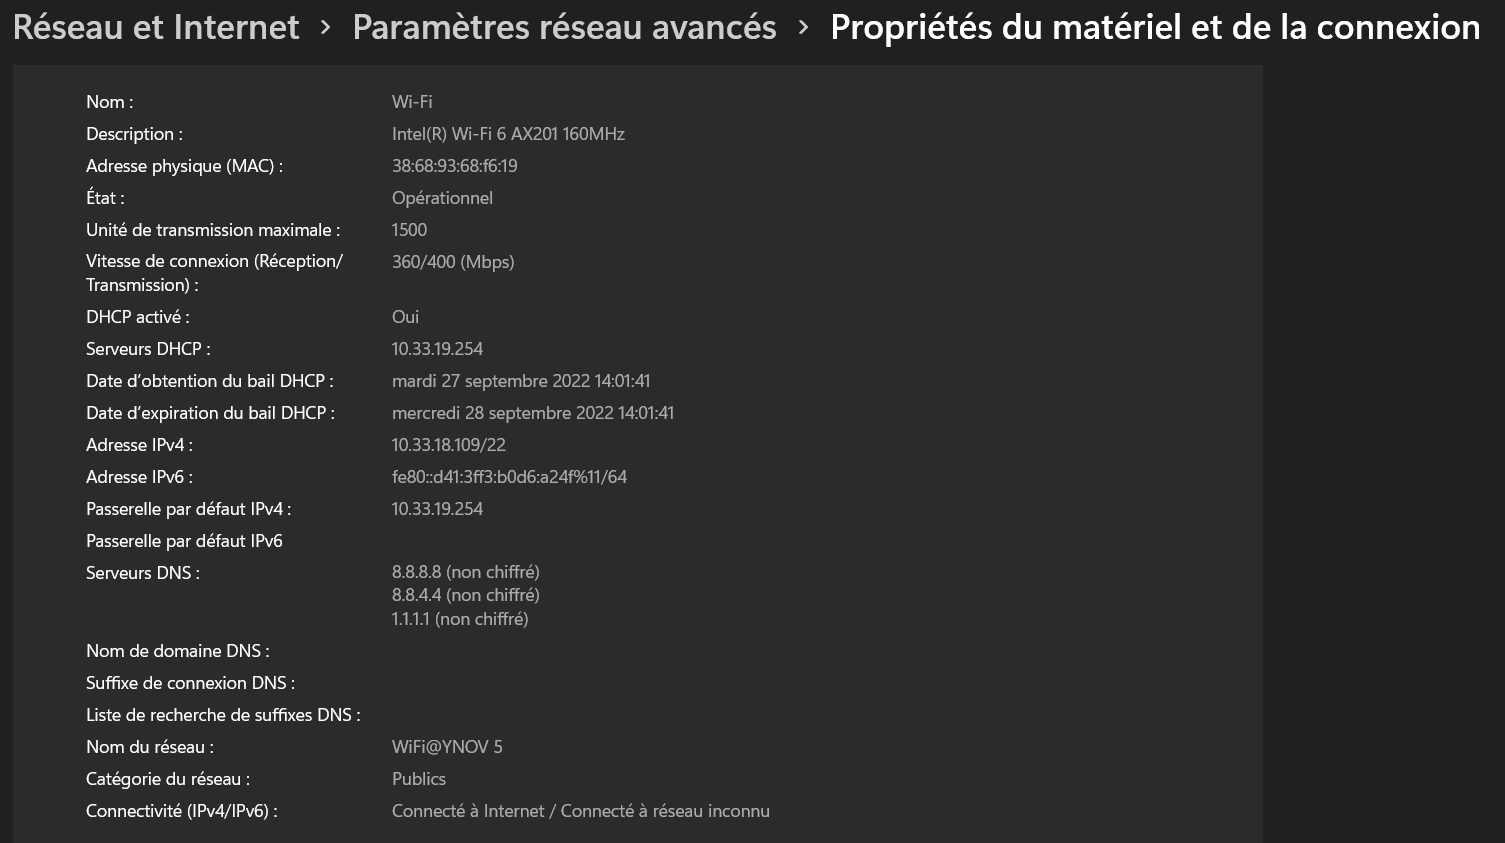 Réseau et Internet > Paramètres réseau avancés > Propriétés du matériel et de la connexion
Nom : Wi-Fi
Description : Intel(R) Wi-Fi 6 AX201 160MHz
Adresse physique (MAC) : 38:68:93:68:f6:19
État : Opérationnel
Unité de transmission maximale : 1500
Vitesse de connexion (Réception/ 360/400 (Mbps)
Transmission) :
DHCP activé : Oui
Serveurs DHCP : 10.33.19.254
Date d'obtention du bail DHCP : mardi 27 septembre 2022 14:01:41
Date d'expiration du bail DHCP : mercredi 28 septembre 2022 14:01:41
Adresse IPv4 : 10.33.18.109/22
Adresse IPv6 : fe80::d41:3ff3:b0d6:a24f%11/64
Passerelle par défaut IPv4 : 10.33.19.254
Passerelle par défaut IPv6
Serveurs DNS : 8.8.8.8 (non chiffré)
8.8.4.4 (non chiffré)
1.1.1.1 (non chiffré)
Nom de domaine DNS :
Suffixe de connexion DNS :
Liste de recherche de suffixes DNS :
Nom du réseau : WiFi@YNOV 5
Catégorie du réseau : Publics
Connectivité (IPv4/IPv6) : Connecté à Internet / Connecté à réseau inconnu